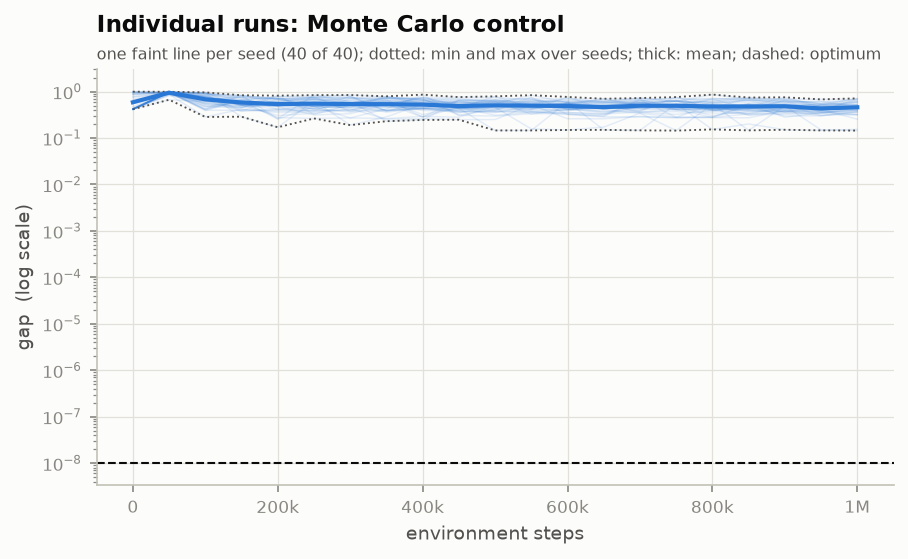 Individual runs: Monte Carlo control
one faint line per seed (40 of 40); dotted: min and max over seeds; thick: mean; dashed: optimum
gap (log scale)
10⁰
10⁻¹
10⁻²
10⁻³
10⁻⁴
10⁻⁵
10⁻⁶
10⁻⁷
10⁻⁸
0 200k 400k 600k 800k 1M
environment steps